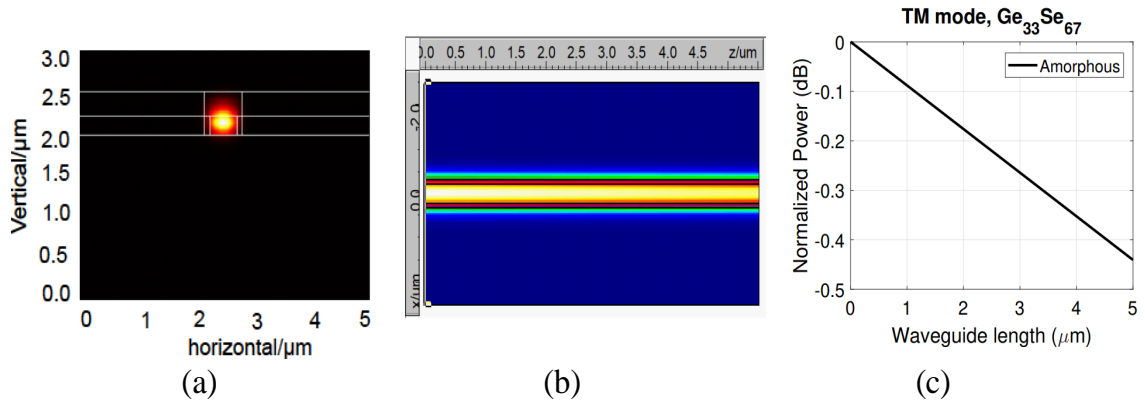 3.0
2.5
2.0
1.5
1.0
0.5
0.0
Vertical/μm
0 1 2 3 4 5
horizontal/μm
(a)
0.0 0.5 1.0 1.5 2.0 2.5 3.0 3.5 4.0 4.5 z/um
-2.0
0.0
x/um
(b)
TM mode, Ge33Se67
Amorphous
0
-0.1
-0.2
-0.3
-0.4
-0.5
Normalized Power (dB)
0 1 2 3 4 5
Waveguide length (μm)
(c)